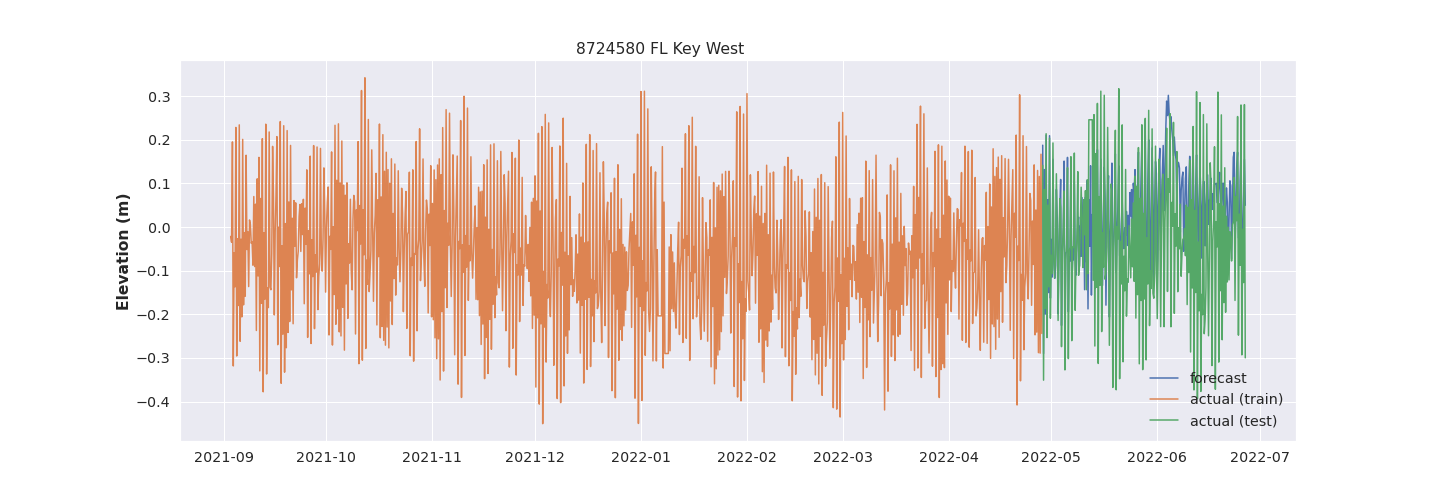 8724580 FL Key West
Elevation (m)
0.3
0.2
0.1
0.0
−0.1
−0.2
−0.3
−0.4
2021-09 2021-10 2021-11 2021-12 2022-01 2022-02 2022-03 2022-04 2022-05 2022-06 2022-07
forecast
actual (train)
actual (test)